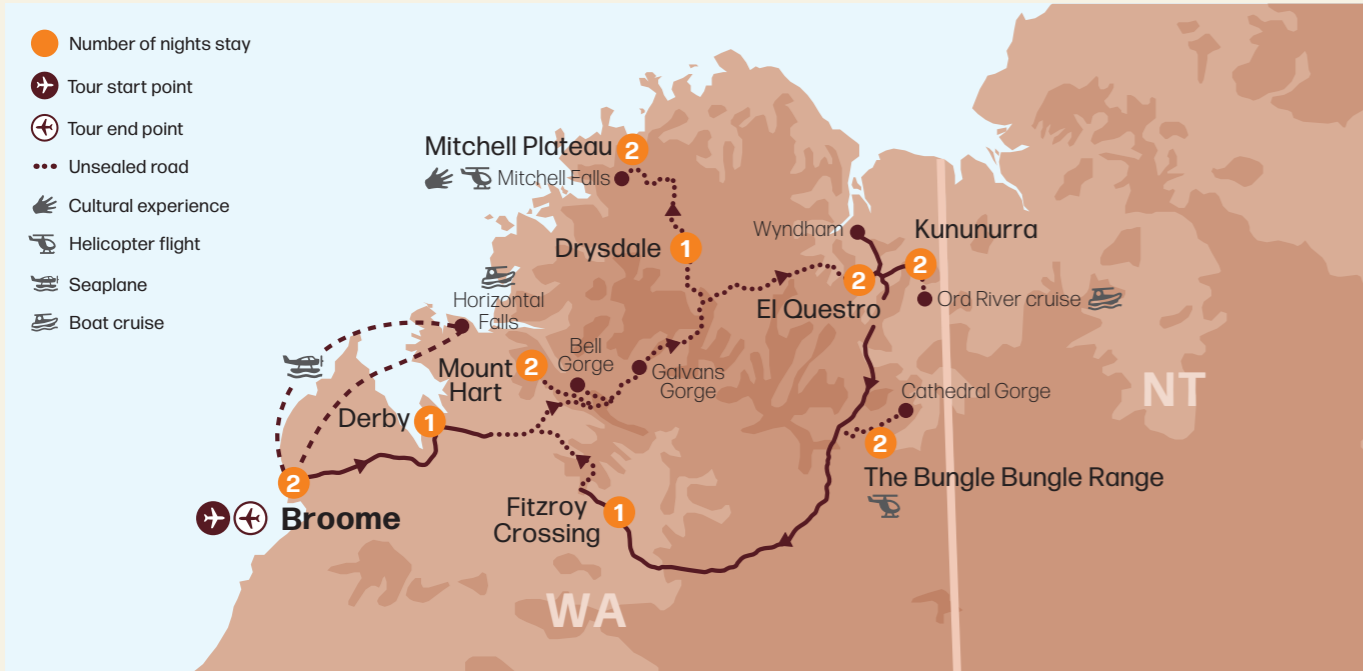 Number of nights stay
Tour start point
Tour end point
Unsealed road
Cultural experience
Helicopter flight
Seaplane
Boat cruise
Mitchell Plateau 2
Mitchell Falls
Drysdale 1
Wyndham
Kununurra
2
2
El Questro
Ord River cruise
Horizontal
Falls
Mount
Hart
2
Bell
Gorge
Galvans
Gorge
Derby 1
Cathedral Gorge
NT
2
The Bungle Bungle Range
2
Broome
Fitzroy
Crossing
1
WA